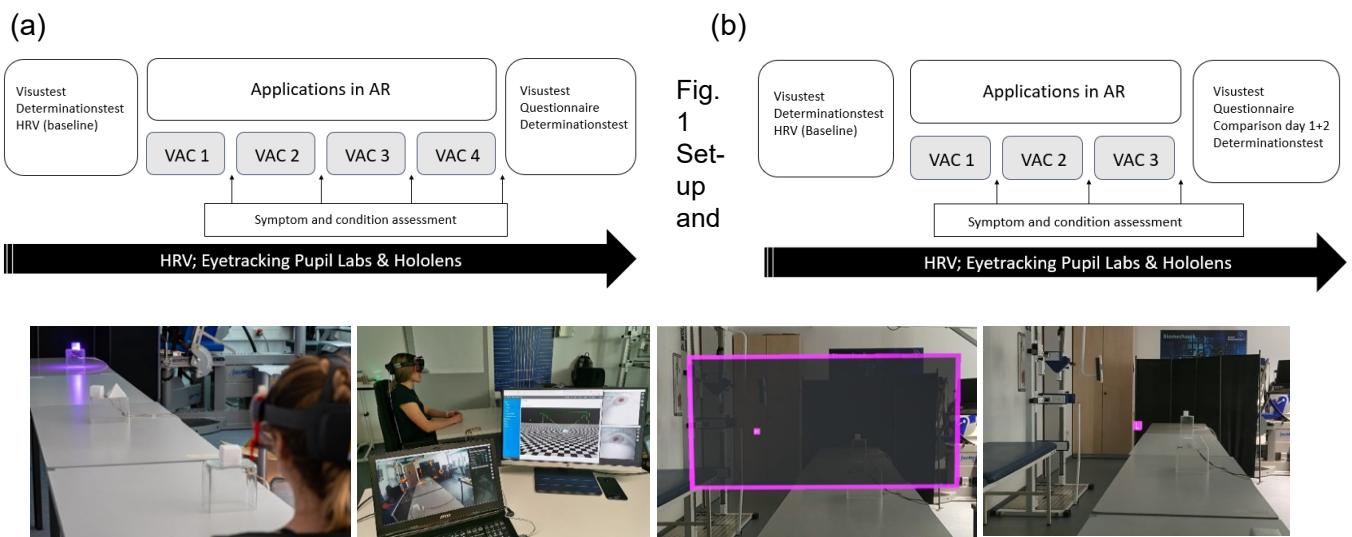 (a)
Visustest
Determinationstest
HRV (baseline)
Applications in AR
VAC 1
VAC 2
VAC 3
VAC 4
Visustest
Questionnaire
Determinationstest
Symptom and condition assessment
HRV; Eyetracking Pupil Labs & Hololens
Fig.
1
Set-
up
and
(b)
Visustest
Determinationstest
HRV (Baseline)
Applications in AR
VAC 1
VAC 2
VAC 3
Visustest
Questionnaire
Comparison day 1+2
Determinationstest
Symptom and condition assessment
HRV; Eyetracking Pupil Labs & Hololens
Biomechanik